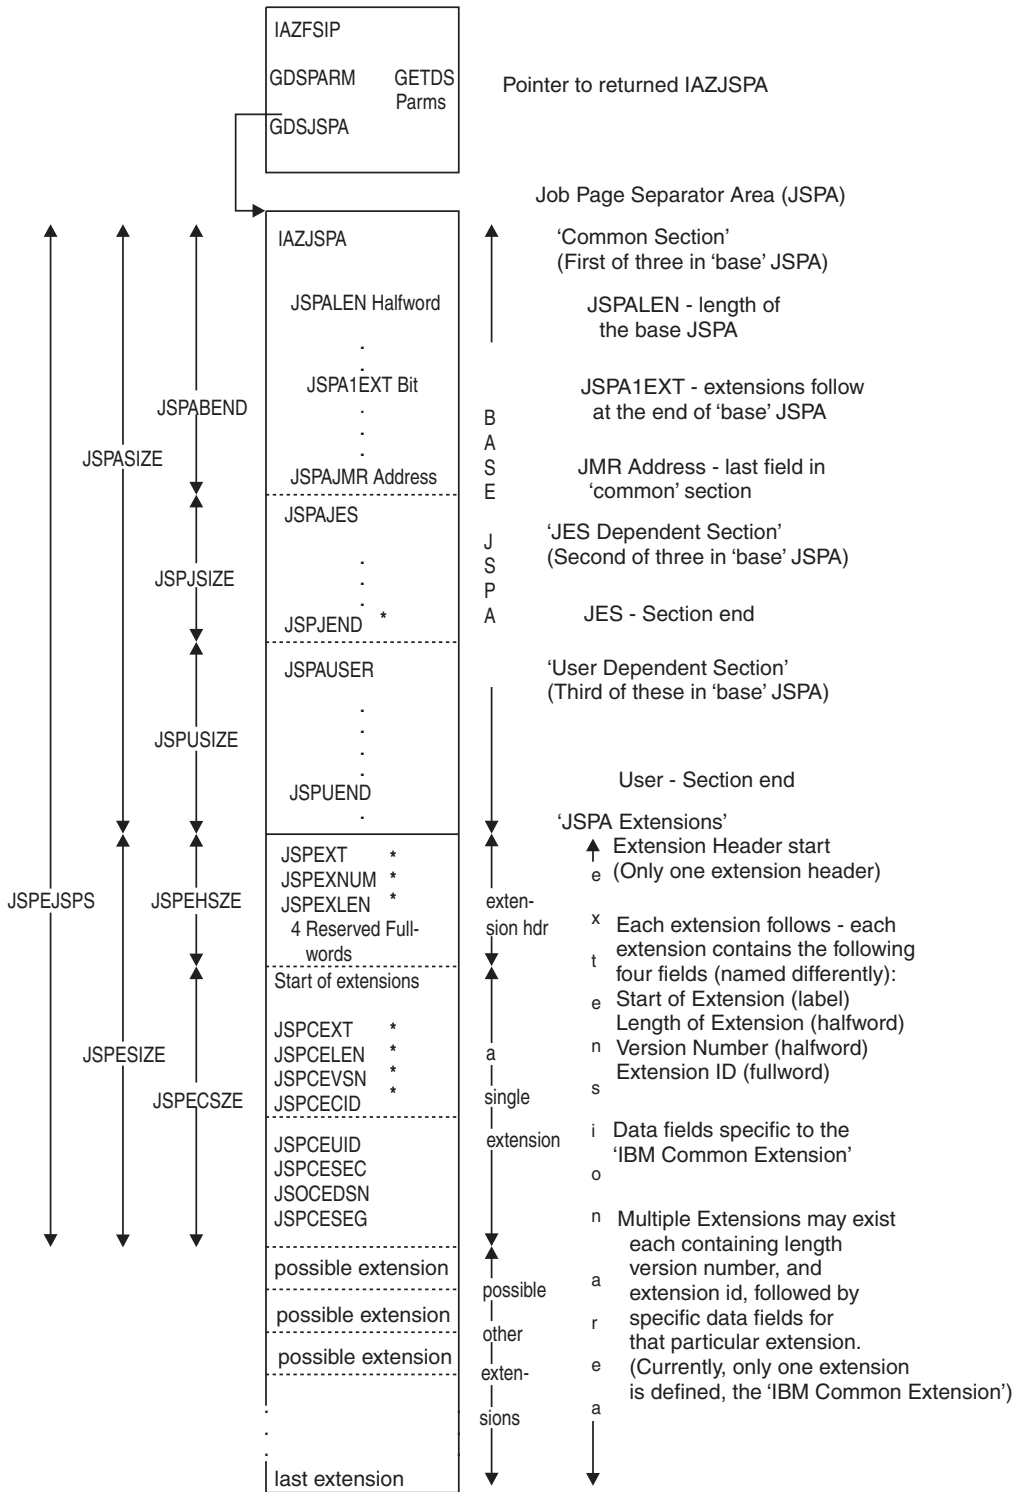 IAZFSIP
GDSPARM GETDS
Parms
Pointer to returned IAZJSPA
GDSJSPA
Job Page Separator Area (JSPA)
IAZJSPA
‘Common Section’
(First of three in ‘base’ JSPA)
JSPALEN Halfword
JSPALEN - length of
the base JSPA
JSPA1EXT Bit
JSPA1EXT - extensions follow
at the end of ‘base’ JSPA
JSPABEND
JSPASIZE
JSPAJMR Address
JMR Address - last field in
‘common’ section
BASE JSPA
JSPAJES
‘JES Dependent Section’
(Second of three in ‘base’ JSPA)
JSPJSIZE
JSPJEND *
JES - Section end
JSPAUSER
‘User Dependent Section’
(Third of these in ‘base’ JSPA)
JSPUSIZE
JSPUEND
User - Section end
‘JSPA Extensions’
JSPEXT *
JSPEXNUM *
JSPEXLEN *
4 Reserved Full-
words
JSPEJSPS
JSPEHSZE
exten-
sion hdr
Extension Header start
(Only one extension header)
extension area
Each extension follows - each
extension contains the following
four fields (named differently):
Start of Extension (label)
Length of Extension (halfword)
Version Number (halfword)
Extension ID (fullword)
Start of extensions
JSPCEXT *
JSPCELEN *
JSPCEVSN *
JSPCECID *
JSPESIZE
JSPECSZE
a
single
extension
JSPCEUID
JSPCESEC
JSOCEDSN
JSPCESEG
Data fields specific to the
‘IBM Common Extension’
possible extension
possible extension
possible extension
possible
other
exten-
sions
Multiple Extensions may exist
each containing length
version number, and
extension id, followed by
specific data fields for
that particular extension.
(Currently, only one extension
is defined, the ‘IBM Common Extension’)
last extension